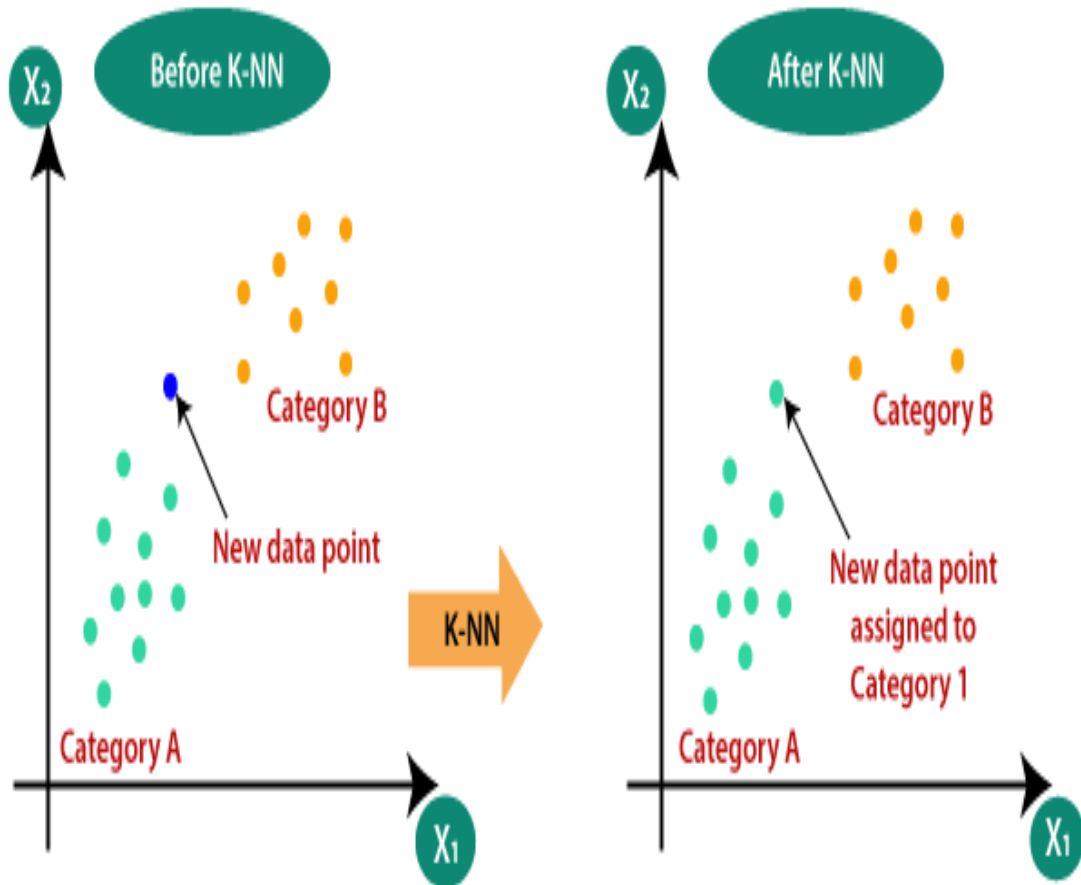 Before K-NN
X₂
Category B
New data point
Category A
X₁
K-NN
After K-NN
X₂
Category B
New data point
assigned to
Category 1
Category A
X₁